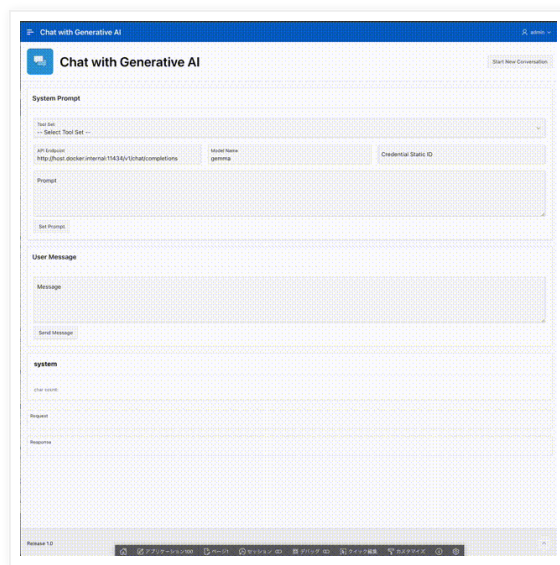 Chat with Generative AI
admin
Chat with Generative AI
Start New Conversation
System Prompt
Tool Set
-- Select Tool Set --
API Endpoint
http://host.docker.internal:11434/v1/chat/completions
Model Name
gemma
Credential Static ID
Prompt
Set Prompt
User Message
Message
Send Message
system
char count:
Request
Response
Release 1.0
アプリケーション100
ページ1
セッション
デバッグ
クイック編集
カスタマイズ